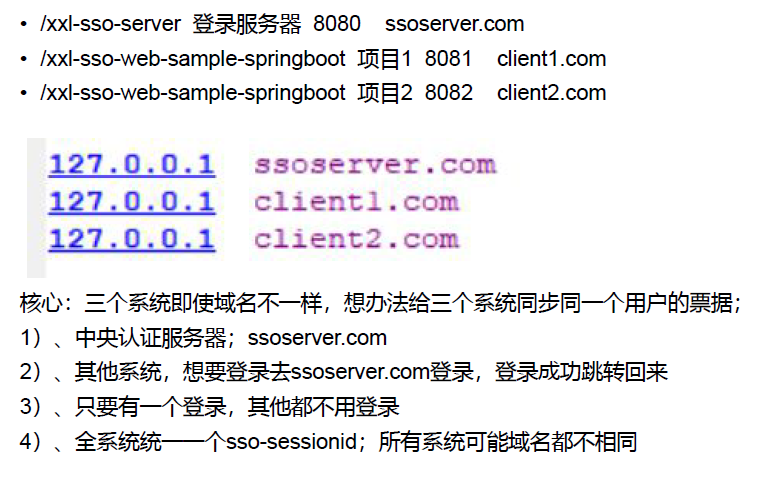 • /xxl-sso-server 登录服务器 8080 ssoserver.com
• /xxl-sso-web-sample-springboot 项目1 8081 client1.com
• /xxl-sso-web-sample-springboot 项目2 8082 client2.com
127.0.0.1 ssoserver.com
127.0.0.1 client1.com
127.0.0.1 client2.com
核心：三个系统即使域名不一样，想办法给三个系统同步同一个用户的票据；
1）、中央认证服务器；ssoserver.com
2）、其他系统，想要登录去ssoserver.com登录，登录成功跳转回来
3）、只要有一个登录，其他都不用登录
4）、全系统统一一个sso-sessionid；所有系统可能域名都不相同